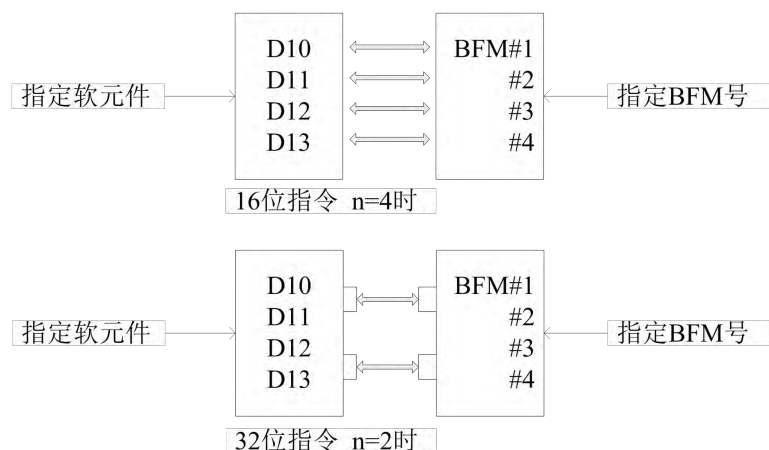 D10 BFM#1
D11 #2
指定软元件 D12 #3 指定BFM号
D13 #4
16位指令 n=4时
D10 BFM#1
D11 #2
指定软元件 D12 #3 指定BFM号
D13 #4
32位指令 n=2时